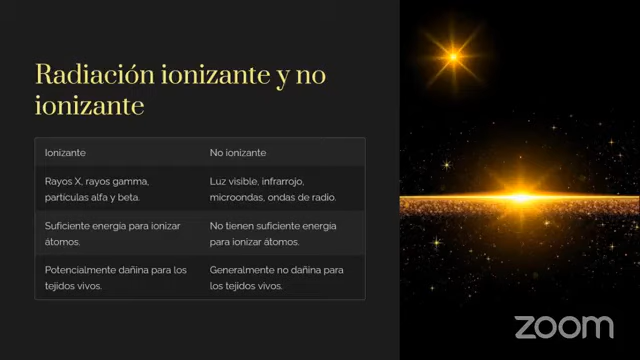 Radiación ionizante y no
ionizante
Ionizante
No ionizante
Rayos X, rayos gamma,
partículas alfa y beta.
Luz visible, infrarrojo,
microondas, ondas de radio.
Suficiente energía para ionizar
átomos.
No tienen suficiente energía
para ionizar átomos.
Potencialmente dañina para los
tejidos vivos.
Generalmente no dañina para
los tejidos vivos.
zoom